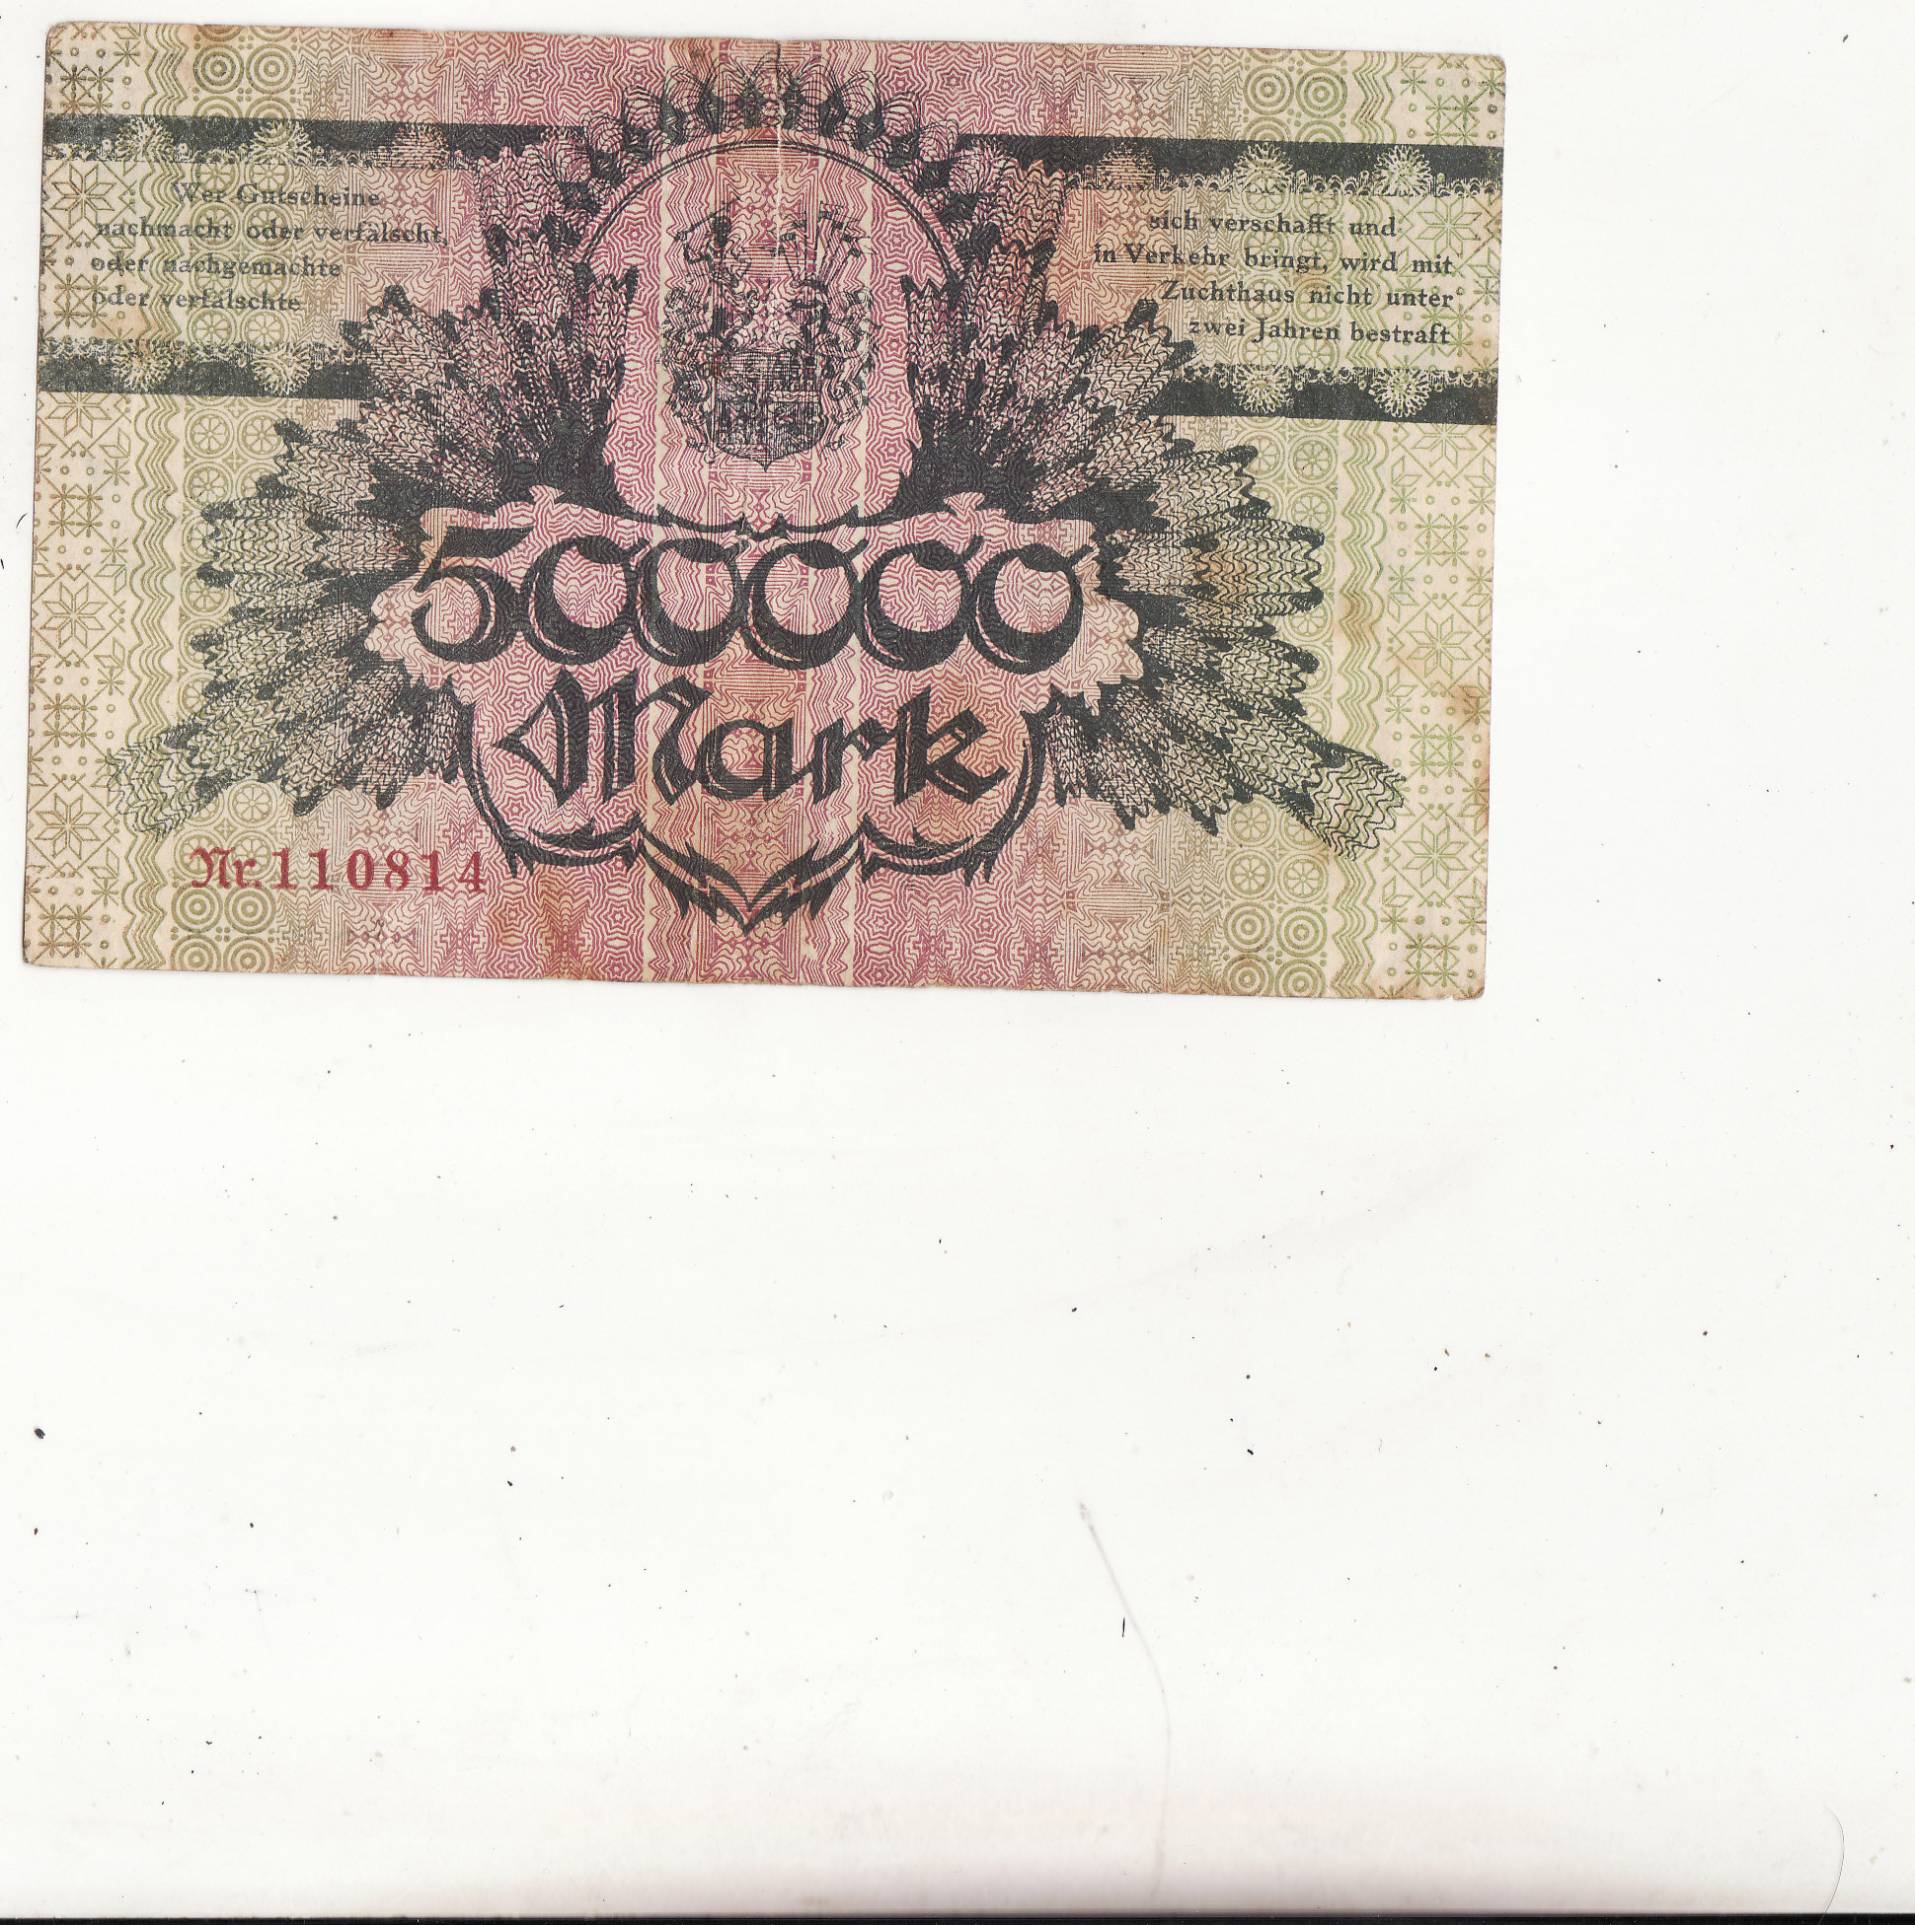 Wer Gutscheine
nachmacht oder verfälscht,
oder nachgemachte
oder verfälschte
sich verschafft und
in Verkehr bringt, wird mit
Zuchthaus nicht unter
zwei Jahren bestraft
500000
Mark
Nr. 110814